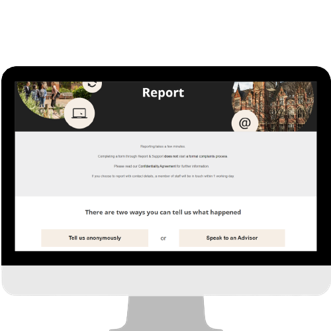 Report
@
Reporting takes a few minutes.
Completing a form through Report & Support does not start a formal complaints process.
Please read our Confidentiality Agreement for further information.
If you choose to report with contact details, a member of staff will be in touch within 1 working day.
There are two ways you can tell us what happened
Tell us anonymously or Speak to an Advisor